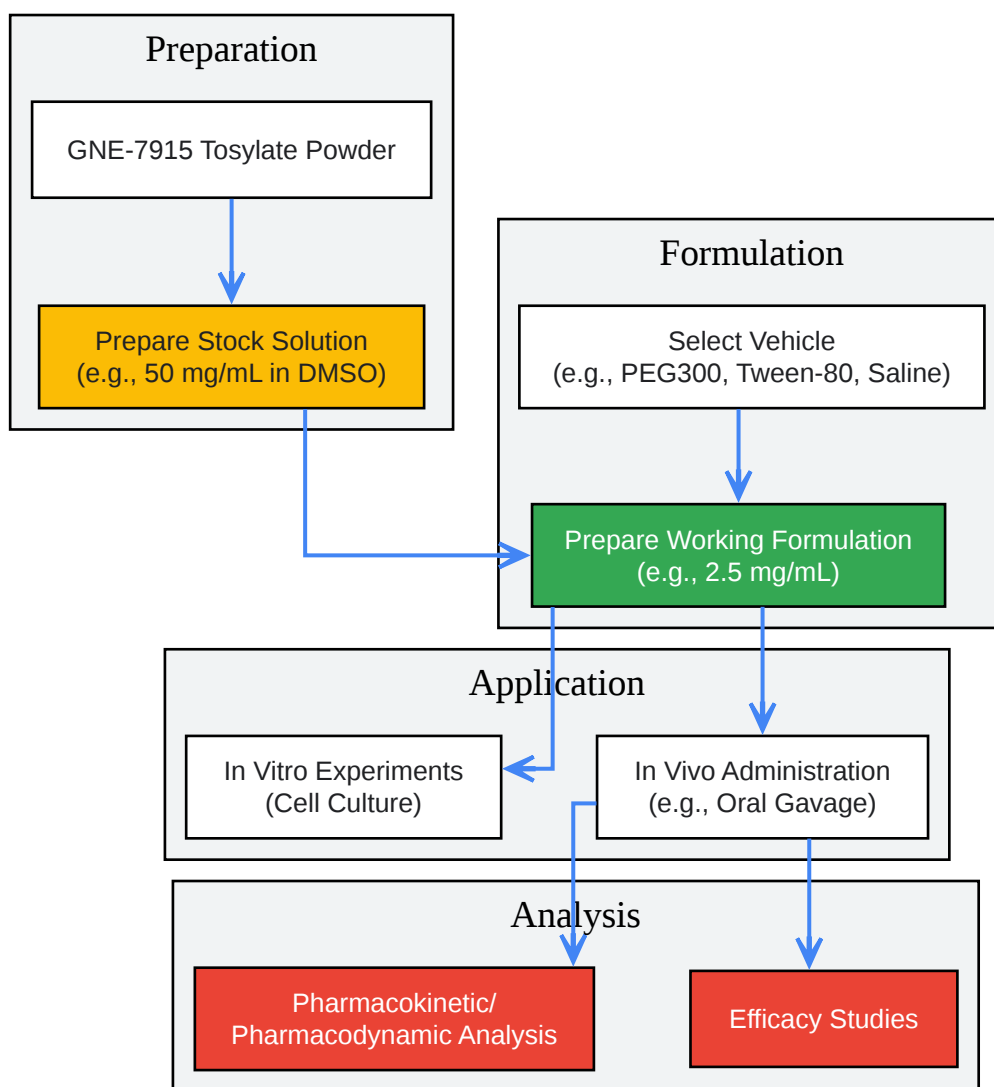 Preparation
GNE-7915 Tosylate Powder
Prepare Stock Solution
(e.g., 50 mg/mL in DMSO)
Formulation
Select Vehicle
(e.g., PEG300, Tween-80, Saline)
Prepare Working Formulation
(e.g., 2.5 mg/mL)
Application
In Vitro Experiments
(Cell Culture)
In Vivo Administration
(e.g., Oral Gavage)
Analysis
Pharmacokinetic/
Pharmacodynamic Analysis
Efficacy Studies